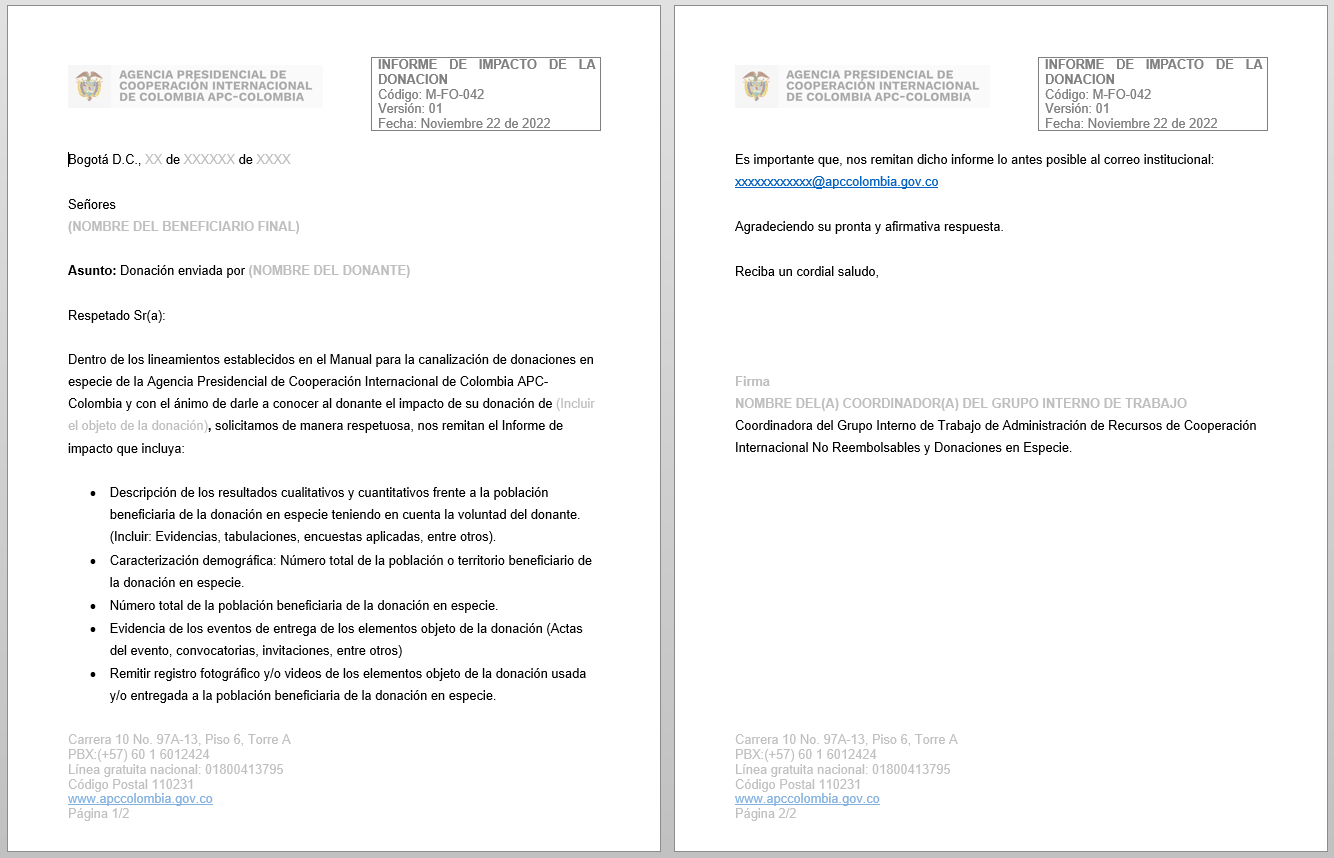 AGENCIA PRESIDENCIAL DE
COOPERACIÓN INTERNACIONAL
DE COLOMBIA APC-COLOMBIA
INFORME DE IMPACTO DE LA
DONACION
Código: M-FO-042
Versión: 01
Fecha: Noviembre 22 de 2022
Bogotá D.C., XX de XXXXXX de XXXX
Señores
(NOMBRE DEL BENEFICIARIO FINAL)
Asunto: Donación enviada por (NOMBRE DEL DONANTE)
Respetado Sr(a):
Dentro de los lineamientos establecidos en el Manual para la canalización de donaciones en
especie de la Agencia Presidencial de Cooperación Internacional de Colombia APC-
Colombia y con el ánimo de darle a conocer al donante el impacto de su donación de (Incluir
el objeto de la donación), solicitamos de manera respetuosa, nos remitan el Informe de
impacto que incluya:
• Descripción de los resultados cualitativos y cuantitativos frente a la población
beneficiaria de la donación en especie teniendo en cuenta la voluntad del donante.
(Incluir: Evidencias, tabulaciones, encuestas aplicadas, entre otros).
• Caracterización demográfica: Número total de la población o territorio beneficiario de
la donación en especie.
• Número total de la población beneficiaria de la donación en especie.
• Evidencia de los eventos de entrega de los elementos objeto de la donación (Actas
del evento, convocatorias, invitaciones, entre otros)
• Remitir registro fotográfico y/o videos de los elementos objeto de la donación usada
y/o entregada a la población beneficiaria de la donación en especie.
Carrera 10 No. 97A-13, Piso 6, Torre A
PBX:(+57) 60 1 6012424
Línea gratuita nacional: 01800413795
Código Postal 110231
www.apccolombia.gov.co
Página 1/2
AGENCIA PRESIDENCIAL DE
COOPERACIÓN INTERNACIONAL
DE COLOMBIA APC-COLOMBIA
INFORME DE IMPACTO DE LA
DONACION
Código: M-FO-042
Versión: 01
Fecha: Noviembre 22 de 2022
Es importante que, nos remitan dicho informe lo antes posible al correo institucional:
xxxxxxxxxxxx@apccolombia.gov.co
Agradeciendo su pronta y afirmativa respuesta.
Reciba un cordial saludo,
Firma
NOMBRE DEL(A) COORDINADOR(A) DEL GRUPO INTERNO DE TRABAJO
Coordinadora del Grupo Interno de Trabajo de Administración de Recursos de Cooperación
Internacional No Reembolsables y Donaciones en Especie.
Carrera 10 No. 97A-13, Piso 6, Torre A
PBX:(+57) 60 1 6012424
Línea gratuita nacional: 01800413795
Código Postal 110231
www.apccolombia.gov.co
Página 2/2